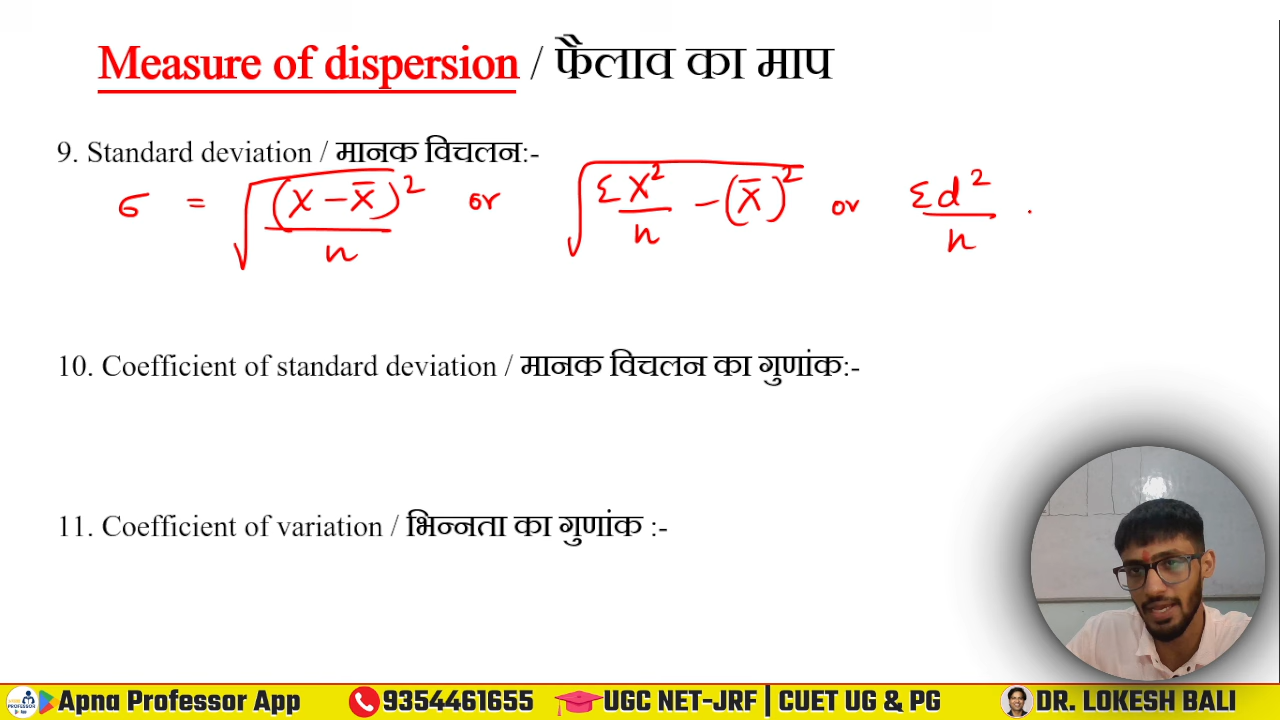 Measure of dispersion / फैलाव का माप
9. Standard deviation / मानक विचलन:-
σ = √((X − X̄)²/n) or √(ΣX²/n − (X̄)²) or Σd²/n .
10. Coefficient of standard deviation / मानक विचलन का गुणांक:-
11. Coefficient of variation / भिन्नता का गुणांक :-
PROFESSOR Apna Professor App 9354461655 UGC NET-JRF | CUET UG & PG DR. LOKESH BALI